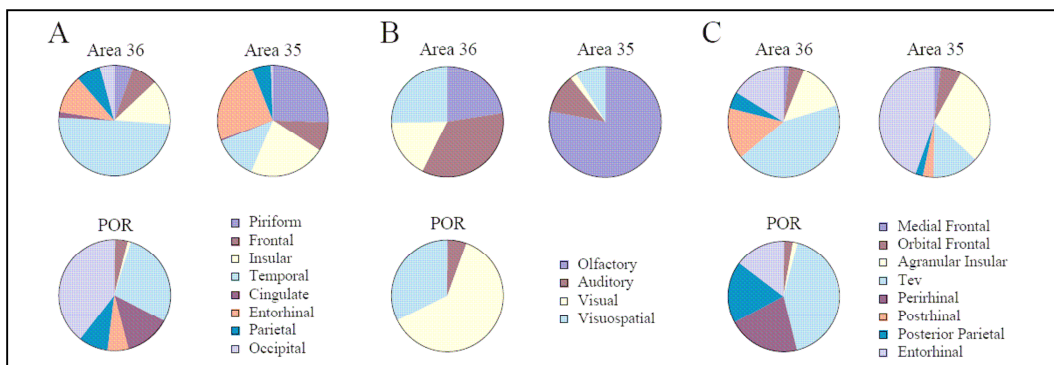 A
Area 36
Area 35
POR
Piriform
Frontal
Insular
Temporal
Cingulate
Entorhinal
Parietal
Occipital
B
Area 36
Area 35
POR
Olfactory
Auditory
Visual
Visuospatial
C
Area 36
Area 35
POR
Medial Frontal
Orbital Frontal
Agranular Insular
Tev
Perirhinal
Postrhinal
Posterior Parietal
Entorhinal